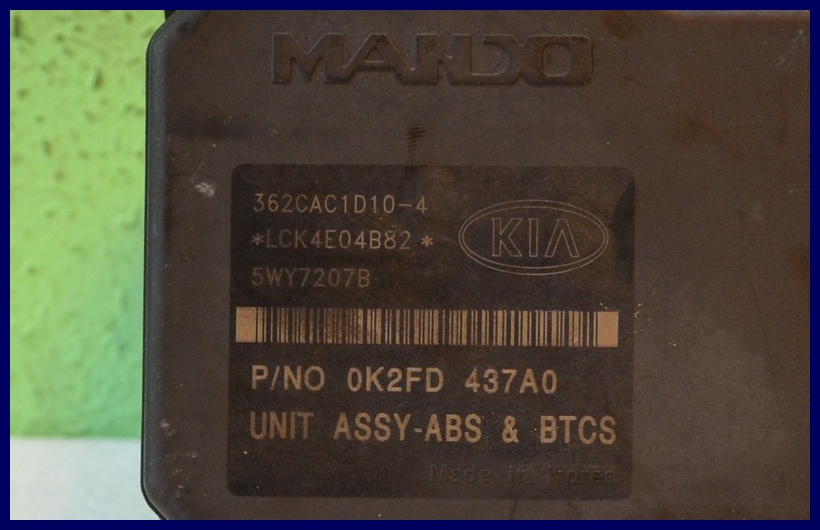 MANDO
362CAC1D10-4
*LCK4E04B82 *
KIA
5WY7207B
P/NO 0K2FD 437A0
UNIT ASSY-ABS & BTCS
Made in Korea